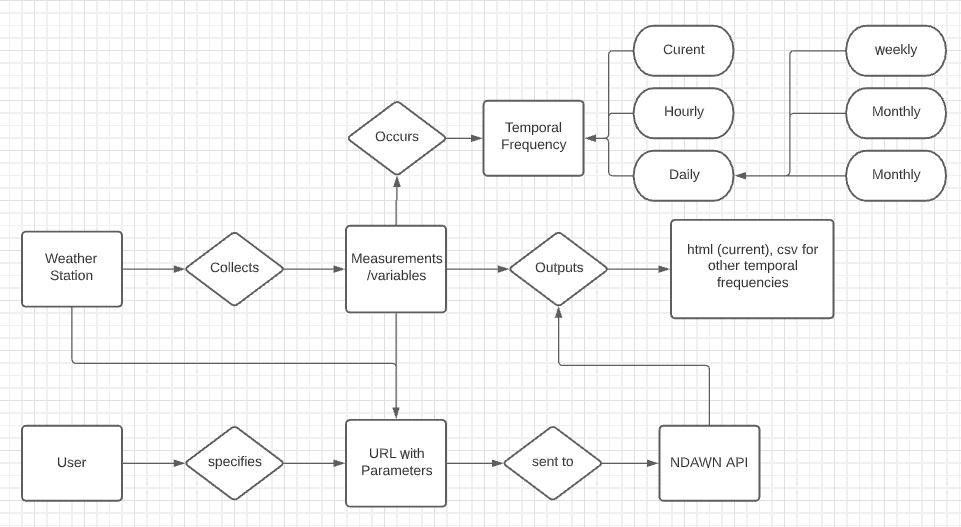 Curent
weekly
Hourly
Monthly
Occurs
Temporal
Frequency
Daily
Monthly
Weather
Station
Collects
Measurements
/variables
Outputs
html (current), csv for
other temporal
frequencies
User
specifies
URL with
Parameters
sent to
NDAWN API